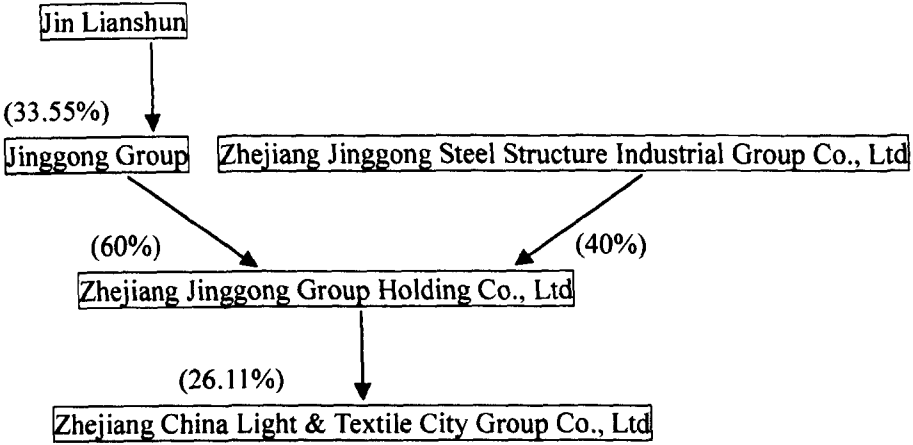 Jin Lianshun
(33.55%)
Jinggong Group
Zhejiang Jinggong Steel Structure Industrial Group Co., Ltd
(60%)
(40%)
Zhejiang Jinggong Group Holding Co., Ltd
(26.11%)
Zhejiang China Light & Textile City Group Co., Ltd